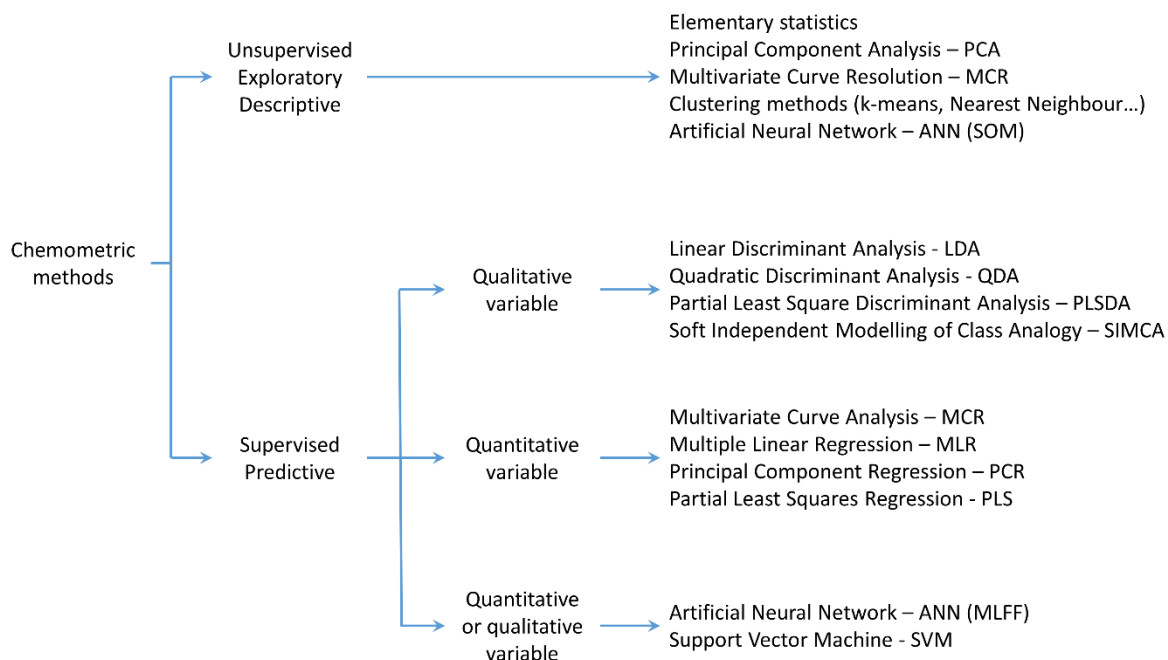 Chemometric
methods
Unsupervised
Exploratory
Descriptive
Elementary statistics
Principal Component Analysis – PCA
Multivariate Curve Resolution – MCR
Clustering methods (k-means, Nearest Neighbour…)
Artificial Neural Network – ANN (SOM)
Supervised
Predictive
Qualitative
variable
Linear Discriminant Analysis - LDA
Quadratic Discriminant Analysis - QDA
Partial Least Square Discriminant Analysis – PLSDA
Soft Independent Modelling of Class Analogy – SIMCA
Quantitative
variable
Multivariate Curve Analysis – MCR
Multiple Linear Regression – MLR
Principal Component Regression – PCR
Partial Least Squares Regression - PLS
Quantitative
or qualitative
variable
Artificial Neural Network – ANN (MLFF)
Support Vector Machine - SVM